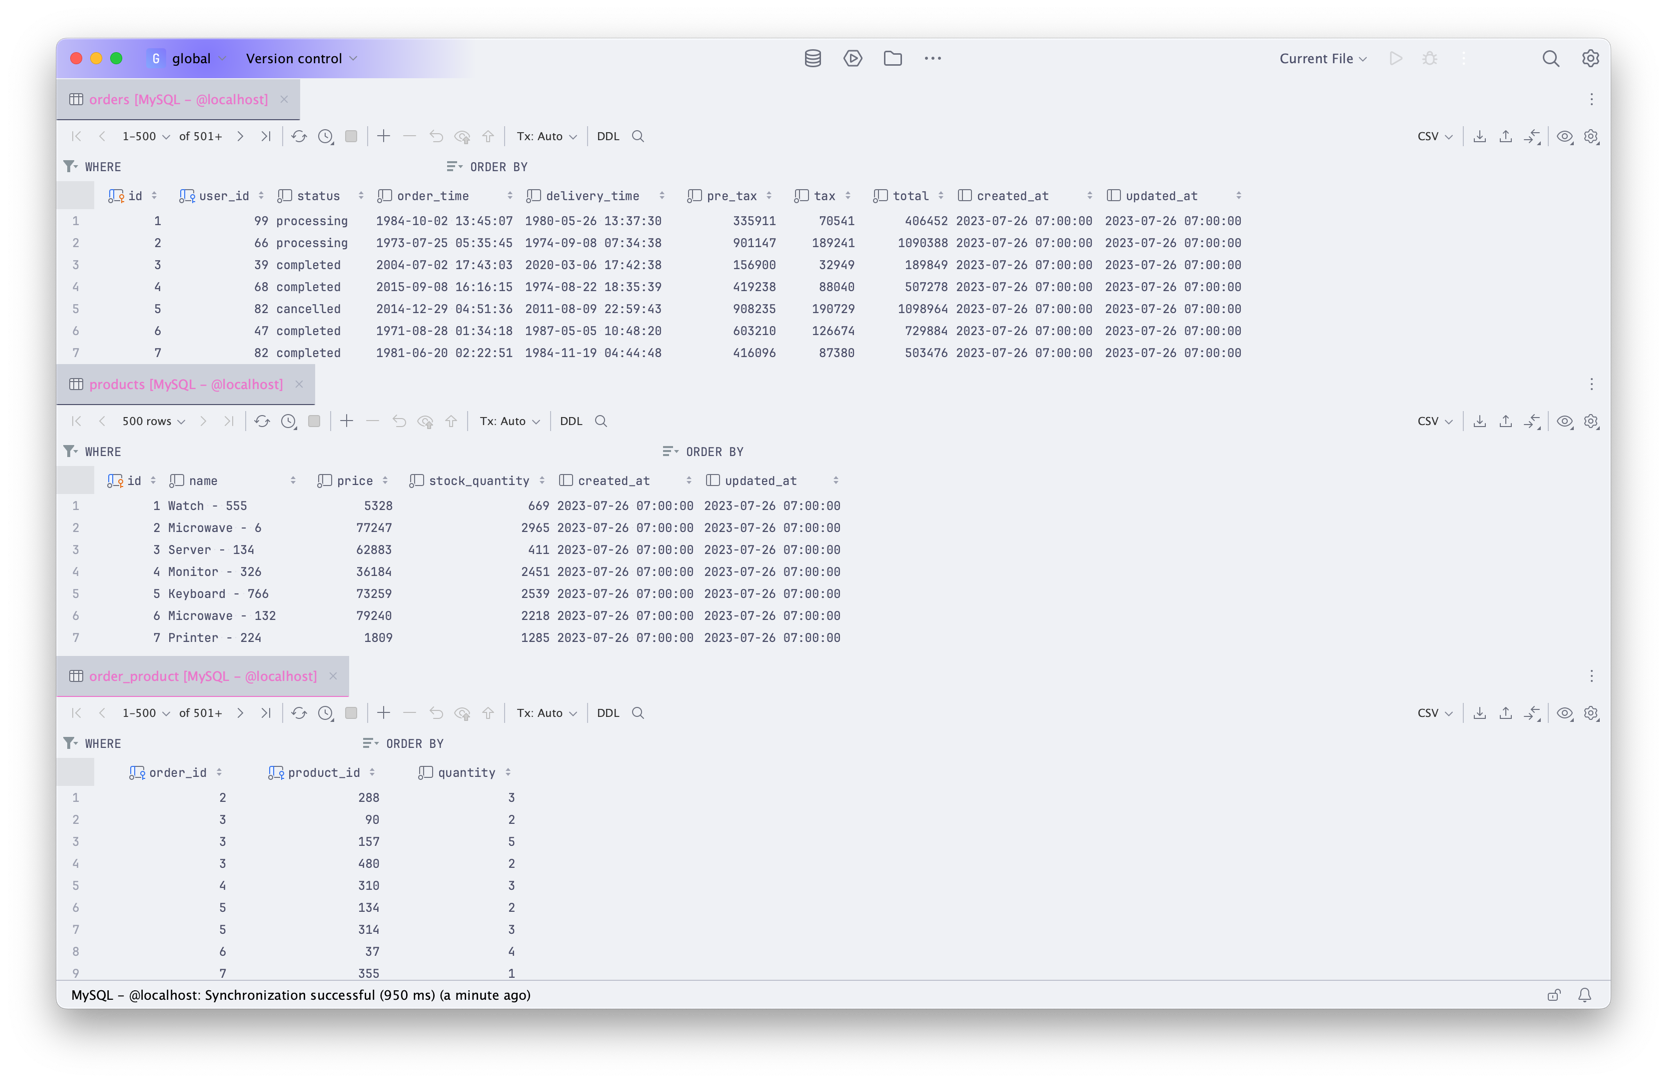 G global Version control Current File
orders [MySQL – @localhost]
1–500 of 501+ Tx: Auto DDL CSV
WHERE ORDER BY
id user_id status order_time delivery_time pre_tax tax total created_at updated_at
1 1 99 processing 1984-10-02 13:45:07 1980-05-26 13:37:30 335911 70541 406452 2023-07-26 07:00:00 2023-07-26 07:00:00
2 2 66 processing 1973-07-25 05:35:45 1974-09-08 07:34:38 901147 189241 1090388 2023-07-26 07:00:00 2023-07-26 07:00:00
3 3 39 completed 2004-07-02 17:43:03 2020-03-06 17:42:38 156900 32949 189849 2023-07-26 07:00:00 2023-07-26 07:00:00
4 4 68 completed 2015-09-08 16:16:15 1974-08-22 18:35:39 419238 88040 507278 2023-07-26 07:00:00 2023-07-26 07:00:00
5 5 82 cancelled 2014-12-29 04:51:36 2011-08-09 22:59:43 908235 190729 1098964 2023-07-26 07:00:00 2023-07-26 07:00:00
6 6 47 completed 1971-08-28 01:34:18 1987-05-05 10:48:20 603210 126674 729884 2023-07-26 07:00:00 2023-07-26 07:00:00
7 7 82 completed 1981-06-20 02:22:51 1984-11-19 04:44:48 416096 87380 503476 2023-07-26 07:00:00 2023-07-26 07:00:00
products [MySQL – @localhost]
500 rows Tx: Auto DDL CSV
WHERE ORDER BY
id name price stock_quantity created_at updated_at
1 1 Watch - 555 5328 669 2023-07-26 07:00:00 2023-07-26 07:00:00
2 2 Microwave - 6 77247 2965 2023-07-26 07:00:00 2023-07-26 07:00:00
3 3 Server - 134 62883 411 2023-07-26 07:00:00 2023-07-26 07:00:00
4 4 Monitor - 326 36184 2451 2023-07-26 07:00:00 2023-07-26 07:00:00
5 5 Keyboard - 766 73259 2539 2023-07-26 07:00:00 2023-07-26 07:00:00
6 6 Microwave - 132 79240 2218 2023-07-26 07:00:00 2023-07-26 07:00:00
7 7 Printer - 224 1809 1285 2023-07-26 07:00:00 2023-07-26 07:00:00
order_product [MySQL – @localhost]
1–500 of 501+ Tx: Auto DDL CSV
WHERE ORDER BY
order_id product_id quantity
1 2 288 3
2 3 90 2
3 3 157 5
4 3 480 2
5 4 310 3
6 5 134 2
7 5 314 3
8 6 37 4
9 7 355 1
MySQL – @localhost: Synchronization successful (950 ms) (a minute ago)